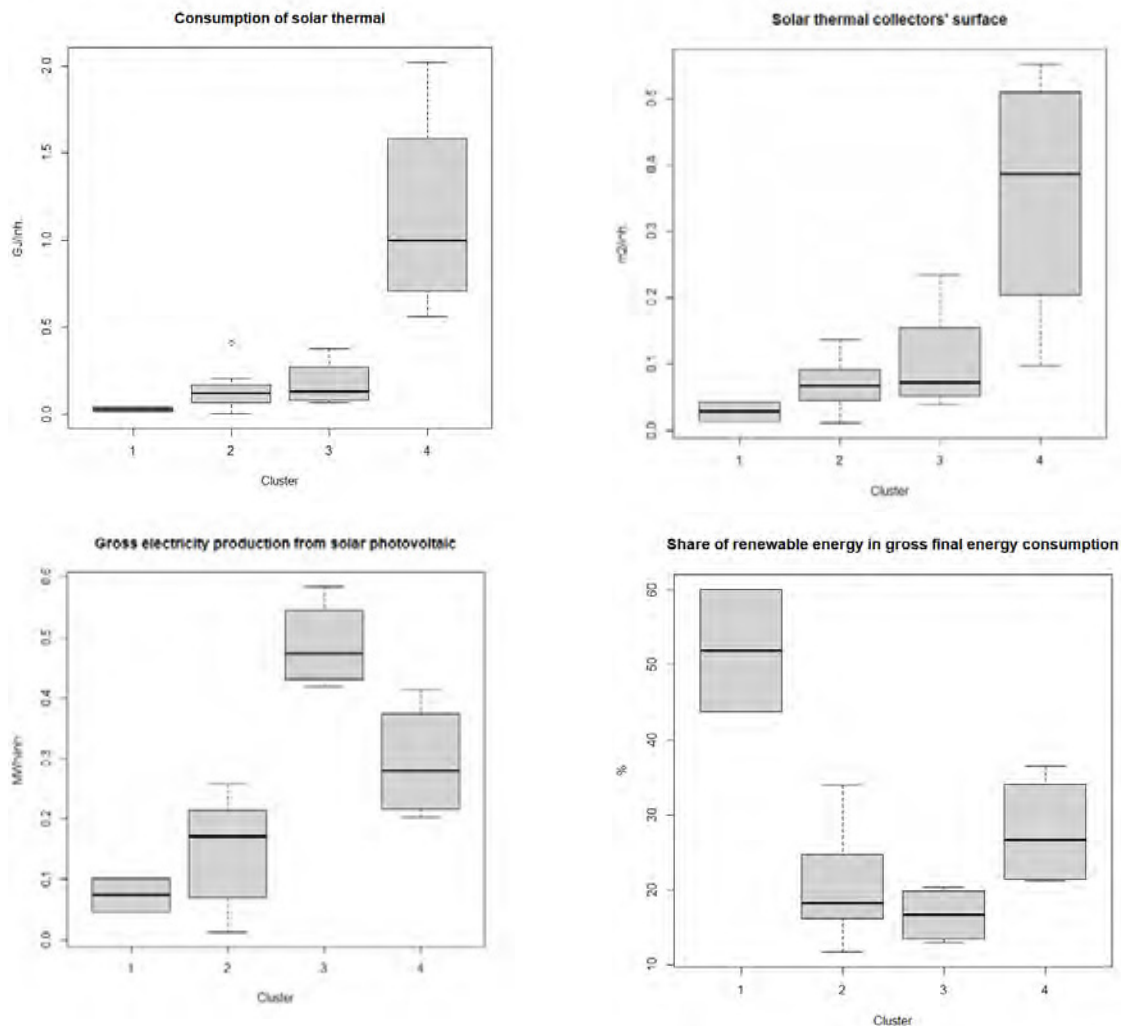 Consumption of solar thermal
GJ/inh.
2.0
1.5
1.0
0.5
0.0
1 2 3 4
Cluster
Solar thermal collectors' surface
m2/inh.
0.5
0.4
0.3
0.2
0.1
0.0
1 2 3 4
Cluster
Gross electricity production from solar photovoltaic
0.6
0.5
0.4
0.3
0.2
0.1
0.0
1 2 3 4
Cluster
Share of renewable energy in gross final energy consumption
%
60
50
40
30
20
10
1 2 3 4
Cluster